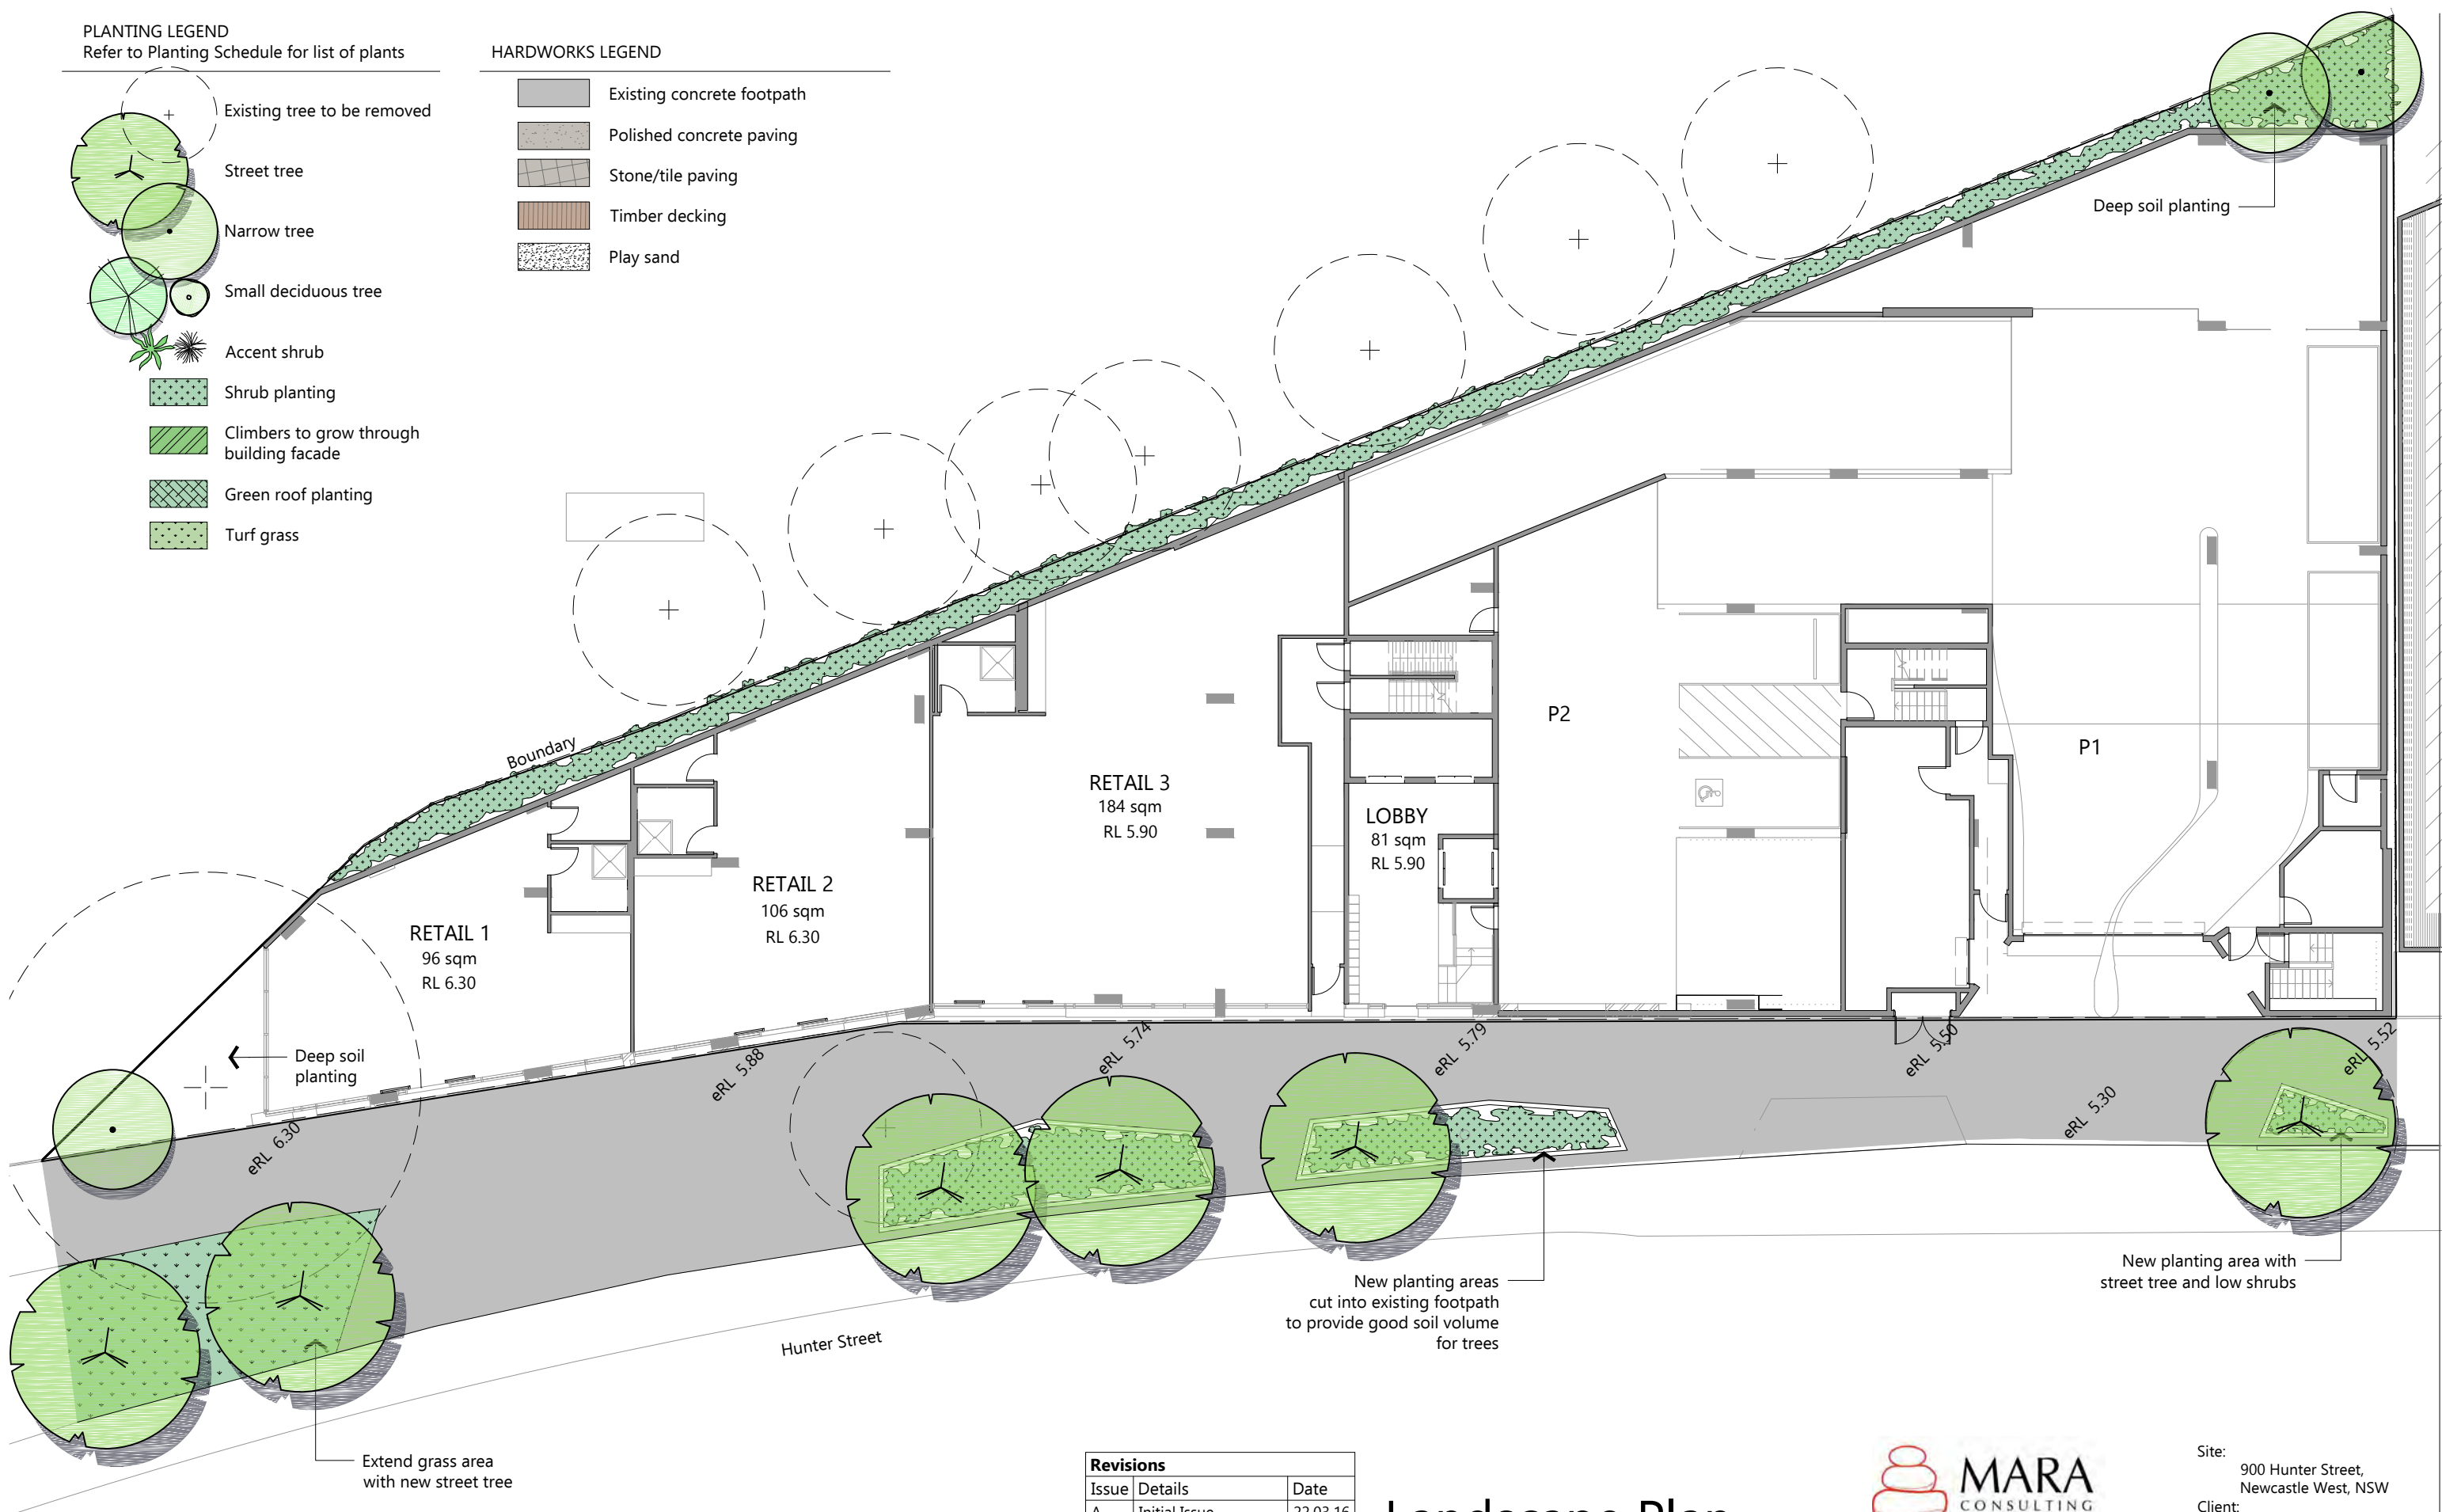 PLANTING LEGEND
Refer to Planting Schedule for list of plants
Existing tree to be removed
Street tree
Narrow tree
Small deciduous tree
Accent shrub
Shrub planting
Climbers to grow through
building facade
Green roof planting
Turf grass
HARDWORKS LEGEND
Existing concrete footpath
Polished concrete paving
Stone/tile paving
Timber decking
Play sand
Deep soil planting
Boundary
RETAIL 1
96 sqm
RL 6.30
RETAIL 2
106 sqm
RL 6.30
RETAIL 3
184 sqm
RL 5.90
LOBBY
81 sqm
RL 5.90
P2
P1
Deep soil
planting
eRL 6.30
eRL 5.88
eRL 5.74
eRL 5.79
eRL 5.50
eRL 5.30
eRL 5.52
New planting areas
cut into existing footpath
to provide good soil volume
for trees
New planting area with
street tree and low shrubs
Hunter Street
Extend grass area
with new street tree
Revisions
Issue Details Date
A Initial Issue 22.03.16
Landscape Plan
MARA
CONSULTING
Site:
900 Hunter Street,
Newcastle West, NSW
Client: